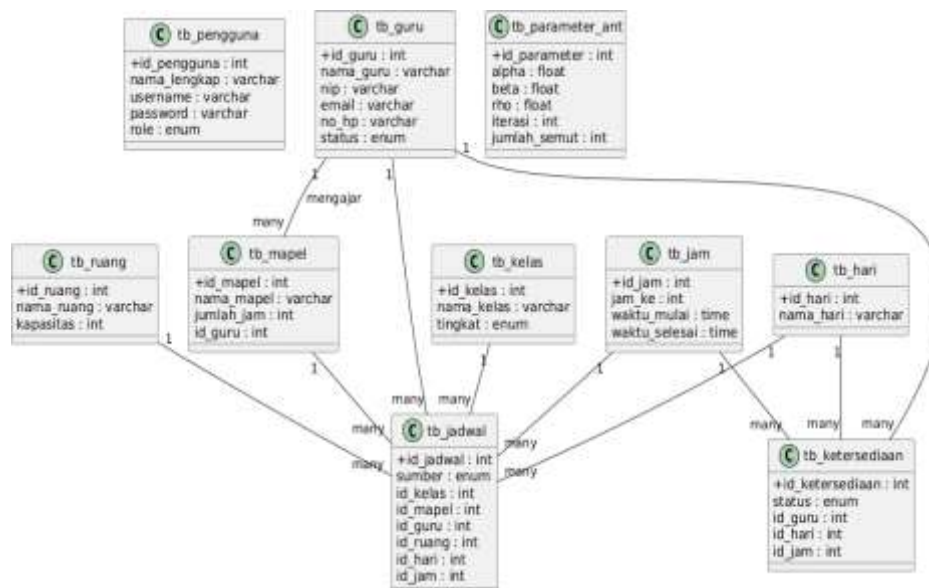 C tb_pengguna
+id_pengguna : int
nama_lengkap : varchar
username : varchar
password : varchar
role : enum
C tb_guru
+id_guru : int
nama_guru : varchar
nip : varchar
email : varchar
no_hp : varchar
status : enum
C tb_parameter_ant
+id_parameter : int
alpha : float
beta : float
rho : float
iterasi : int
jumlah_semut : int
1
1
1
mengajar
many
C tb_ruang
+id_ruang : int
nama_ruang : varchar
kapasitas : int
C tb_mapel
+id_mapel : int
nama_mapel : varchar
jumlah_jam : int
id_guru : int
C tb_kelas
+id_kelas : int
nama_kelas : varchar
tingkat : enum
C tb_jam
+id_jam : int
jam_ke : int
waktu_mulai : time
waktu_selesai : time
C tb_hari
+id_hari : int
nama_hari : varchar
1
1
1
1
1
1
1
many
many
many
many
many
many
many
many
many
C tb_jadwal
+id_jadwal : int
sumber : enum
id_kelas : int
id_mapel : int
id_guru : int
id_ruang : int
id_hari : int
id_jam : int
C tb_ketersediaan
+id_ketersediaan : int
status : enum
id_guru : int
id_hari : int
id_jam : int